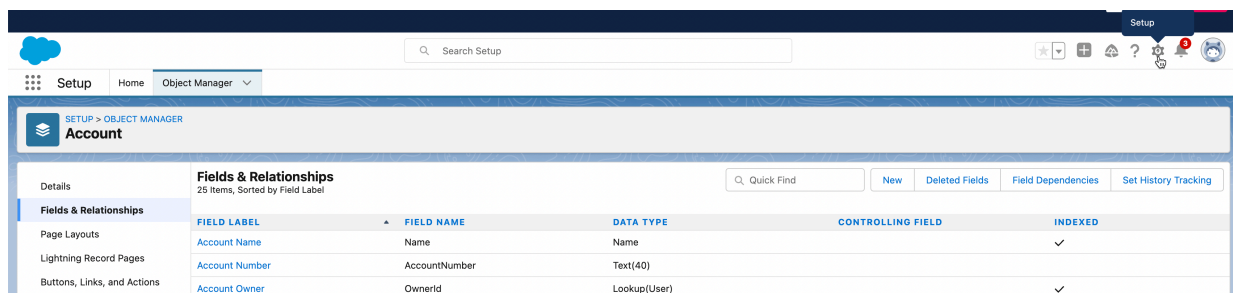 Setup
Search Setup
3
Setup Home Object Manager
SETUP > OBJECT MANAGER
Account
Details
Fields & Relationships
Page Layouts
Lightning Record Pages
Buttons, Links, and Actions
Fields & Relationships
25 Items, Sorted by Field Label
Quick Find
New Deleted Fields Field Dependencies Set History Tracking
FIELD LABEL FIELD NAME DATA TYPE CONTROLLING FIELD INDEXED
Account Name Name Name
Account Number AccountNumber Text(40)
Account Owner OwnerId Lookup(User)